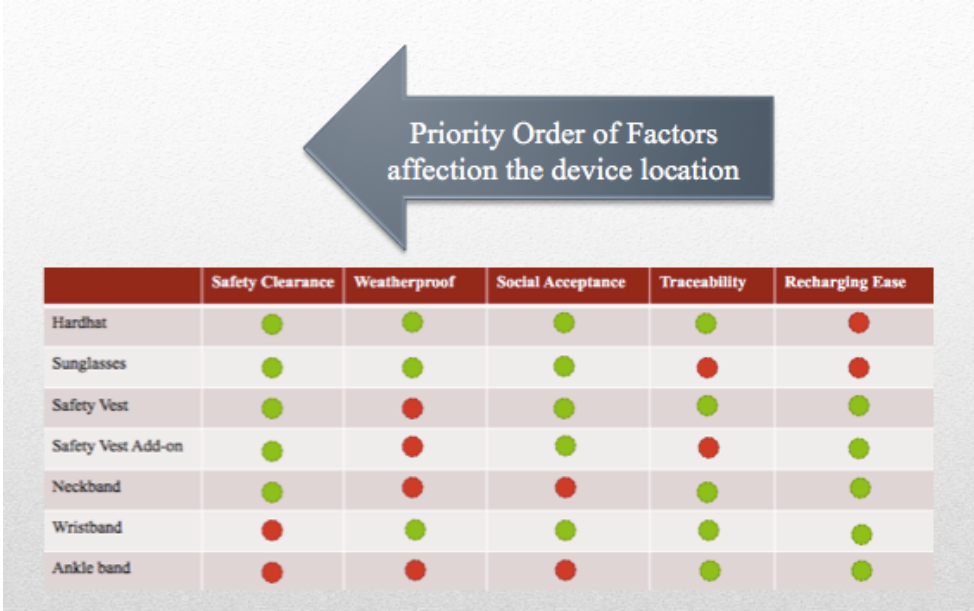 Priority Order of Factors
affection the device location
Safety Clearance Weatherproof Social Acceptance Traceability Recharging Ease
Hardhat
Sunglasses
Safety Vest
Safety Vest Add-on
Neckband
Wristband
Ankle band